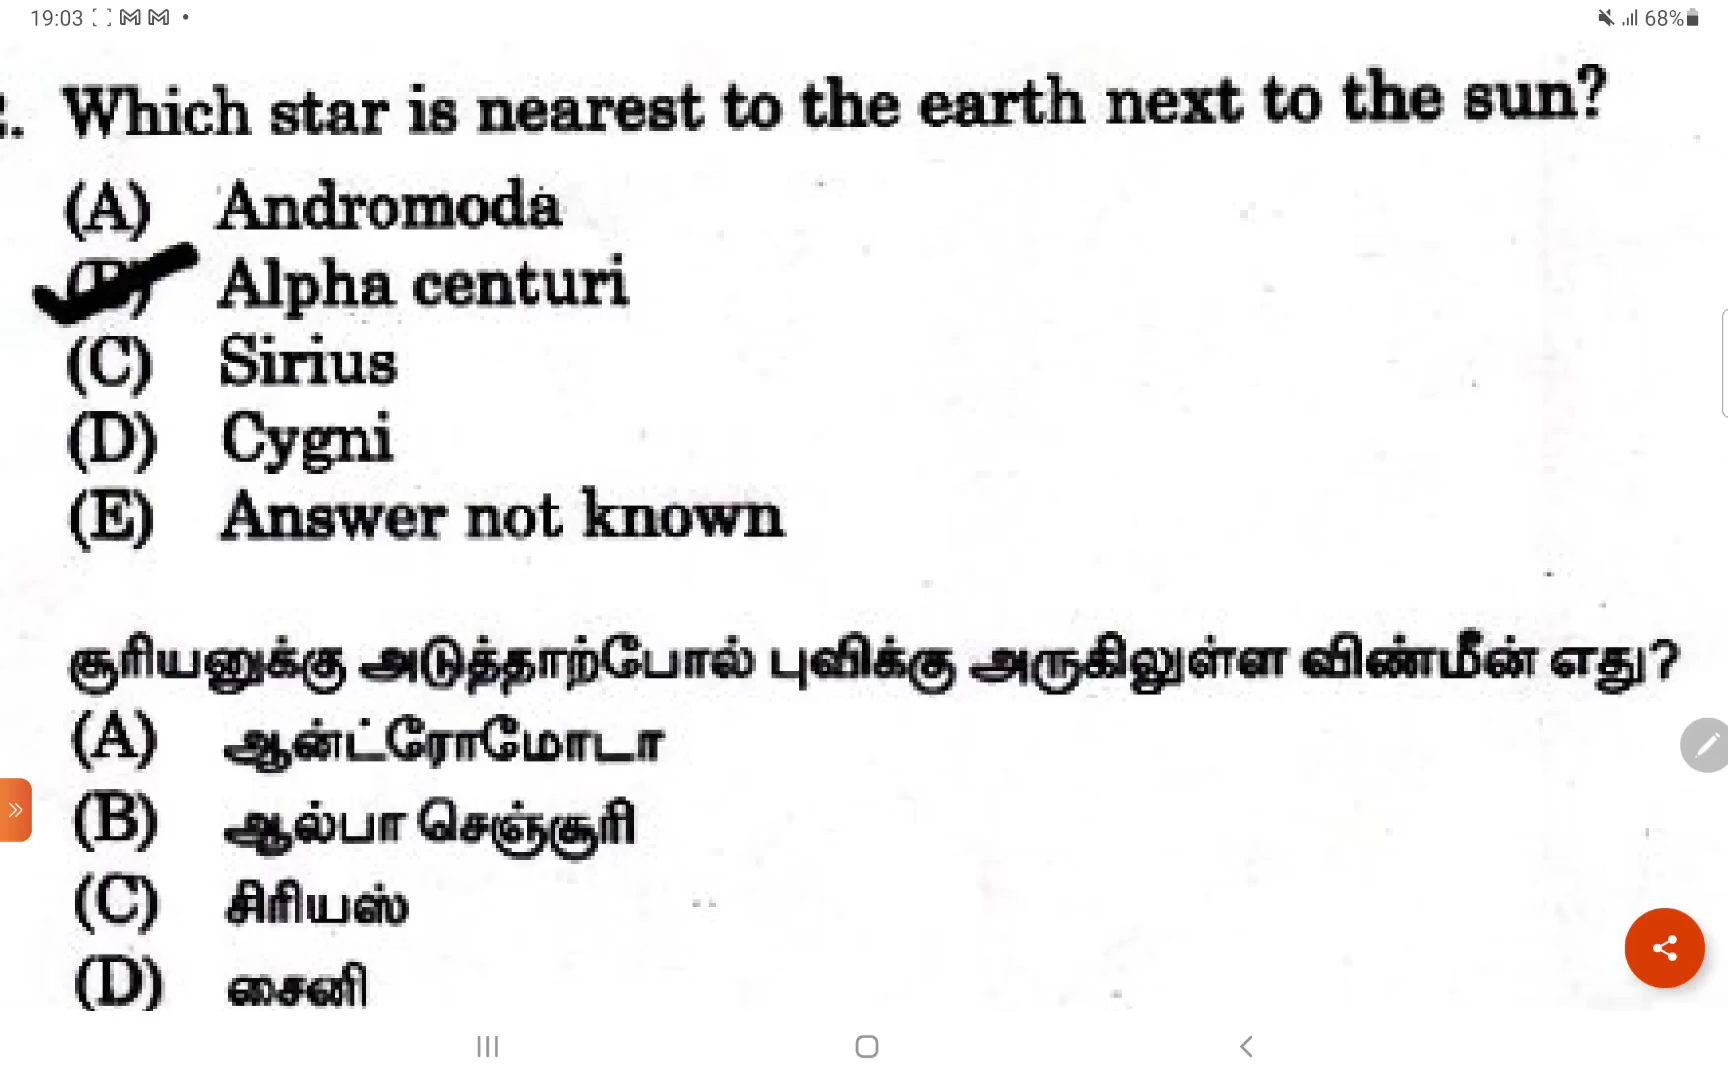 19:03
68%
. Which star is nearest to the earth next to the sun?
(A) Andromoda
(B) Alpha centuri
(C) Sirius
(D) Cygni
(E) Answer not known
சூரியனுக்கு அடுத்தாற்போல் புவிக்கு அருகிலுள்ள விண்மீன் எது?
(A) ஆன்ட்ரோமோடா
(B) ஆல்பா செஞ்சூரி
(C) சிரியஸ்
(D) சைனி